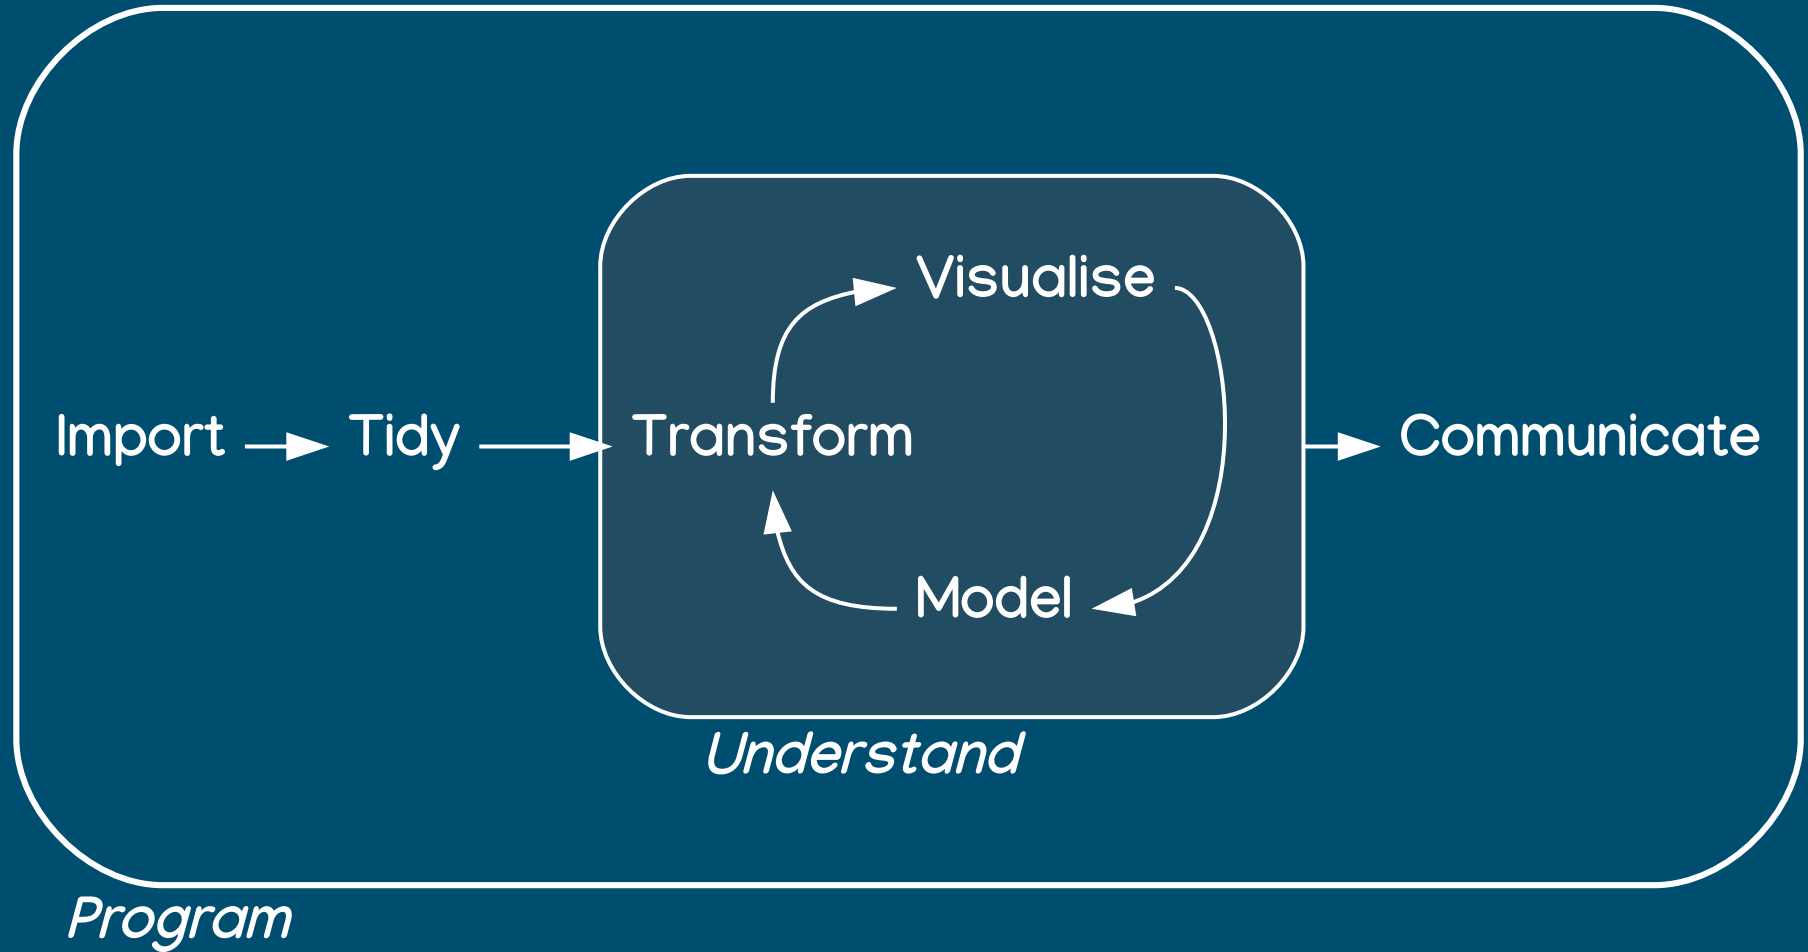 Visualise
Import
Tidy
Transform
Communicate
Model
Understand
Program